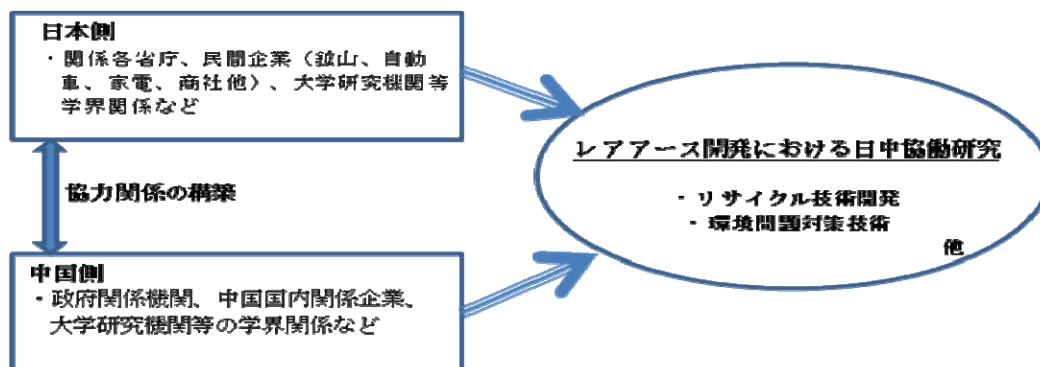 日本側
・関係各省庁、民間企業（鉱山、自動
車、家電、商社他）、大学研究機関等
学界関係など
協力関係の構築
中国側
・政府関係機関、中国国内関係企業、
大学研究機関等の学界関係など
レアアース開発における日中協働研究
・リサイクル技術開発
・環境問題対策技術
他